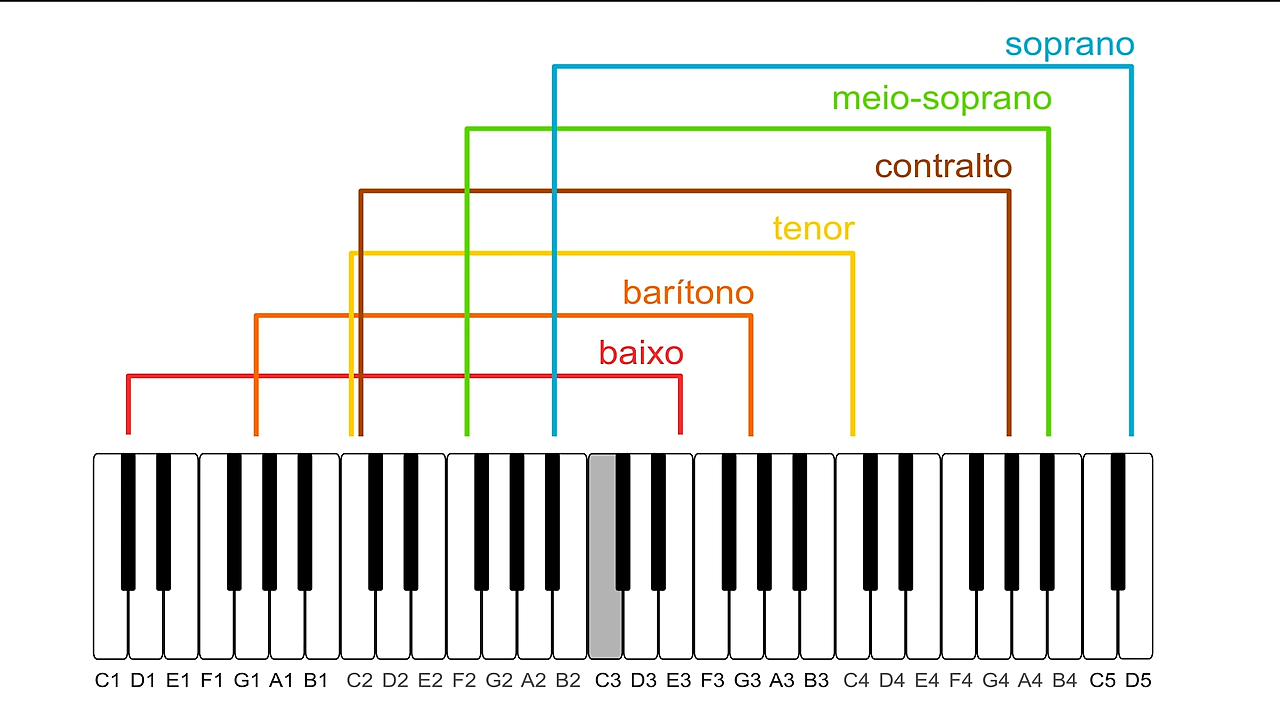 soprano
meio-soprano
contralto
tenor
barítono
baixo
C1 D1 E1 F1 G1 A1 B1 C2 D2 E2 F2 G2 A2 B2 C3 D3 E3 F3 G3 A3 B3 C4 D4 E4 F4 G4 A4 B4 C5 D5